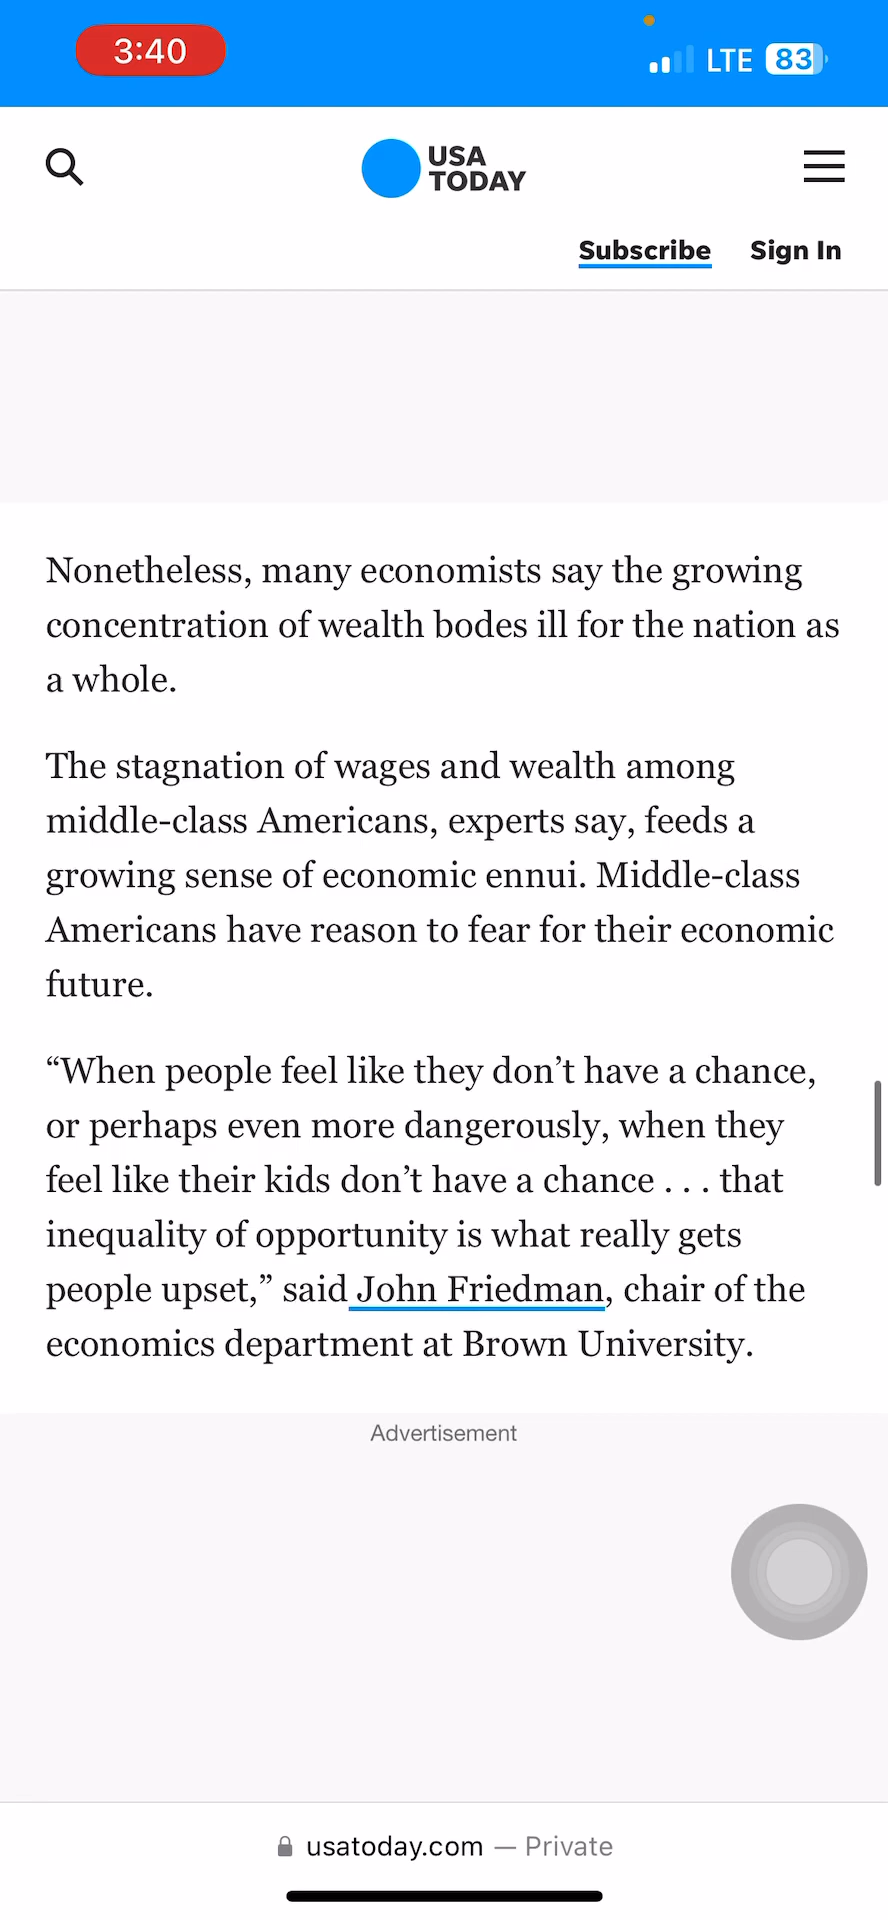 3:40
LTE 83
USA
TODAY
Subscribe Sign In
Nonetheless, many economists say the growing
concentration of wealth bodes ill for the nation as
a whole.
The stagnation of wages and wealth among
middle-class Americans, experts say, feeds a
growing sense of economic ennui. Middle-class
Americans have reason to fear for their economic
future.
“When people feel like they don’t have a chance,
or perhaps even more dangerously, when they
feel like their kids don’t have a chance . . . that
inequality of opportunity is what really gets
people upset,” said John Friedman, chair of the
economics department at Brown University.
Advertisement
usatoday.com — Private